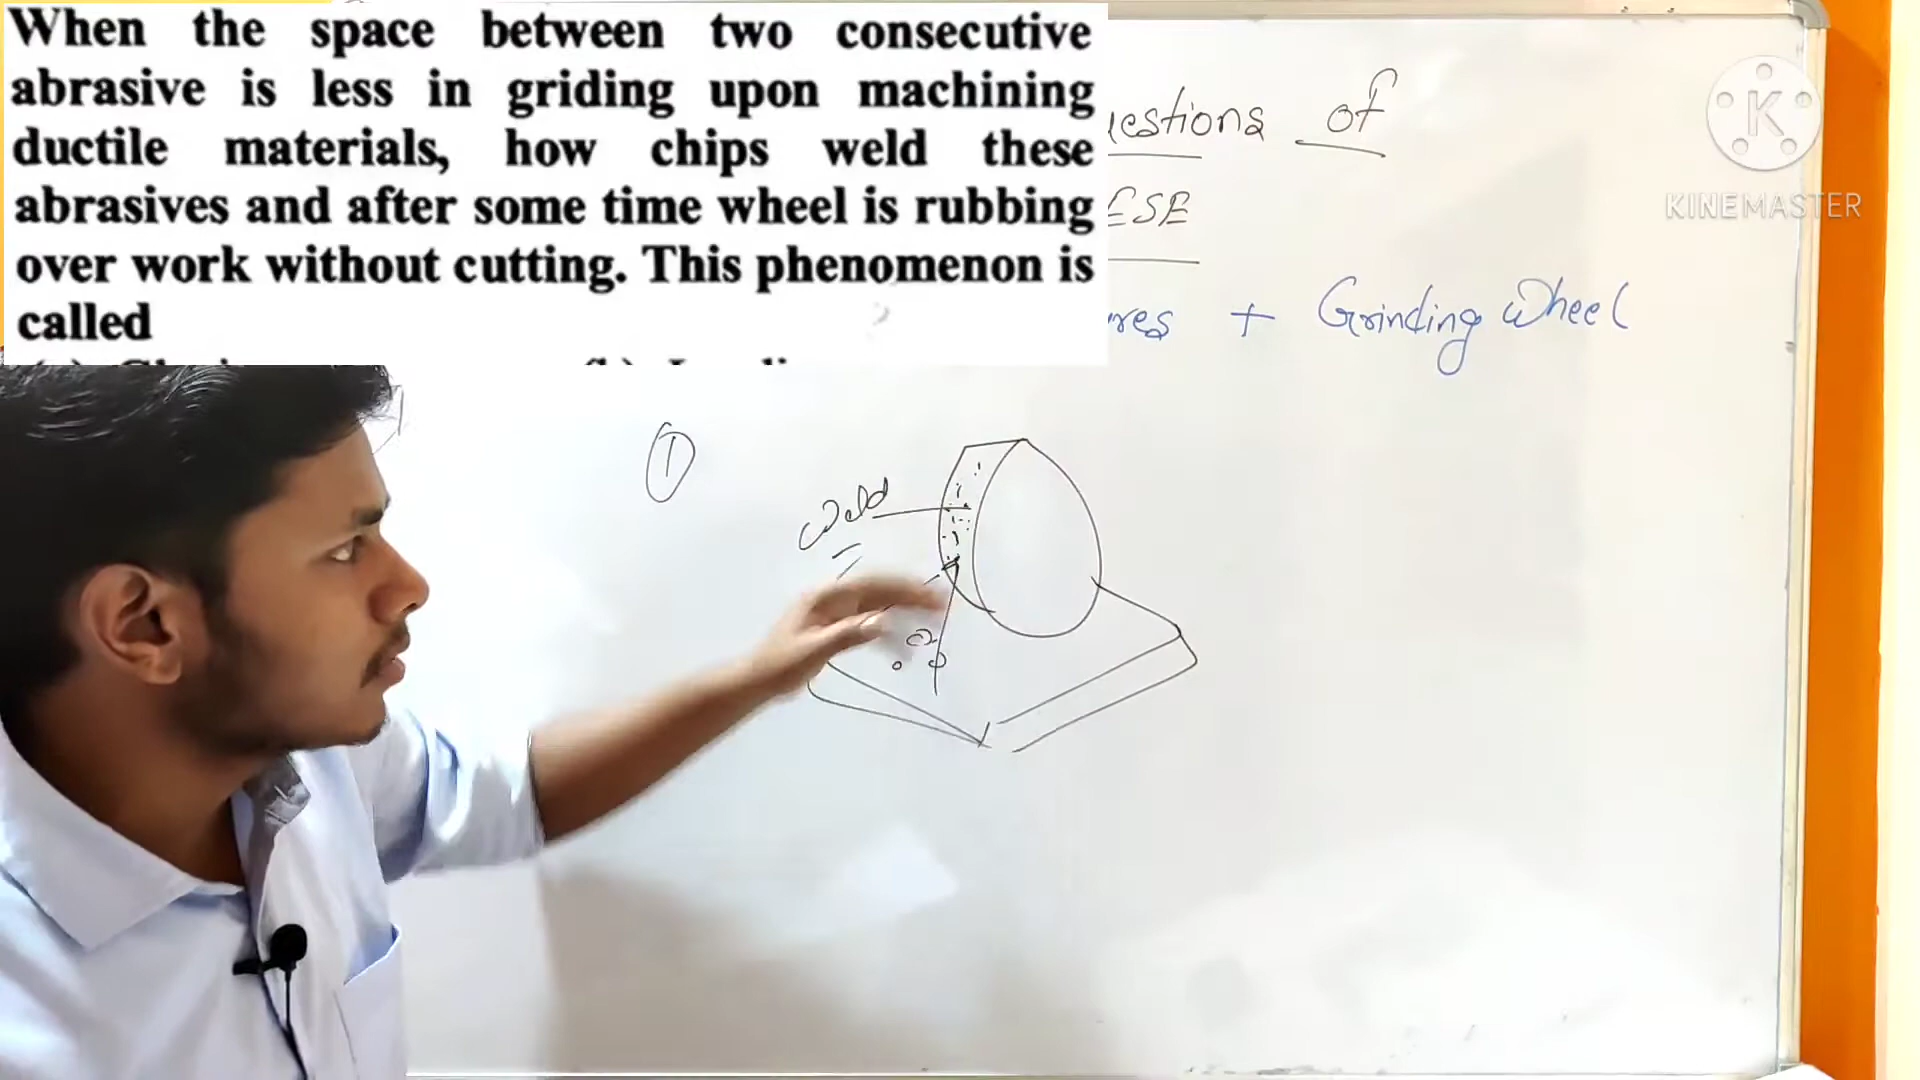 When the space between two consecutive
abrasive is less in griding upon machining
ductile materials, how chips weld these
abrasives and after some time wheel is rubbing
over work without cutting. This phenomenon is
called
of
ESE
+ Grinding Wheel
1
Weld
K
KINEMASTER